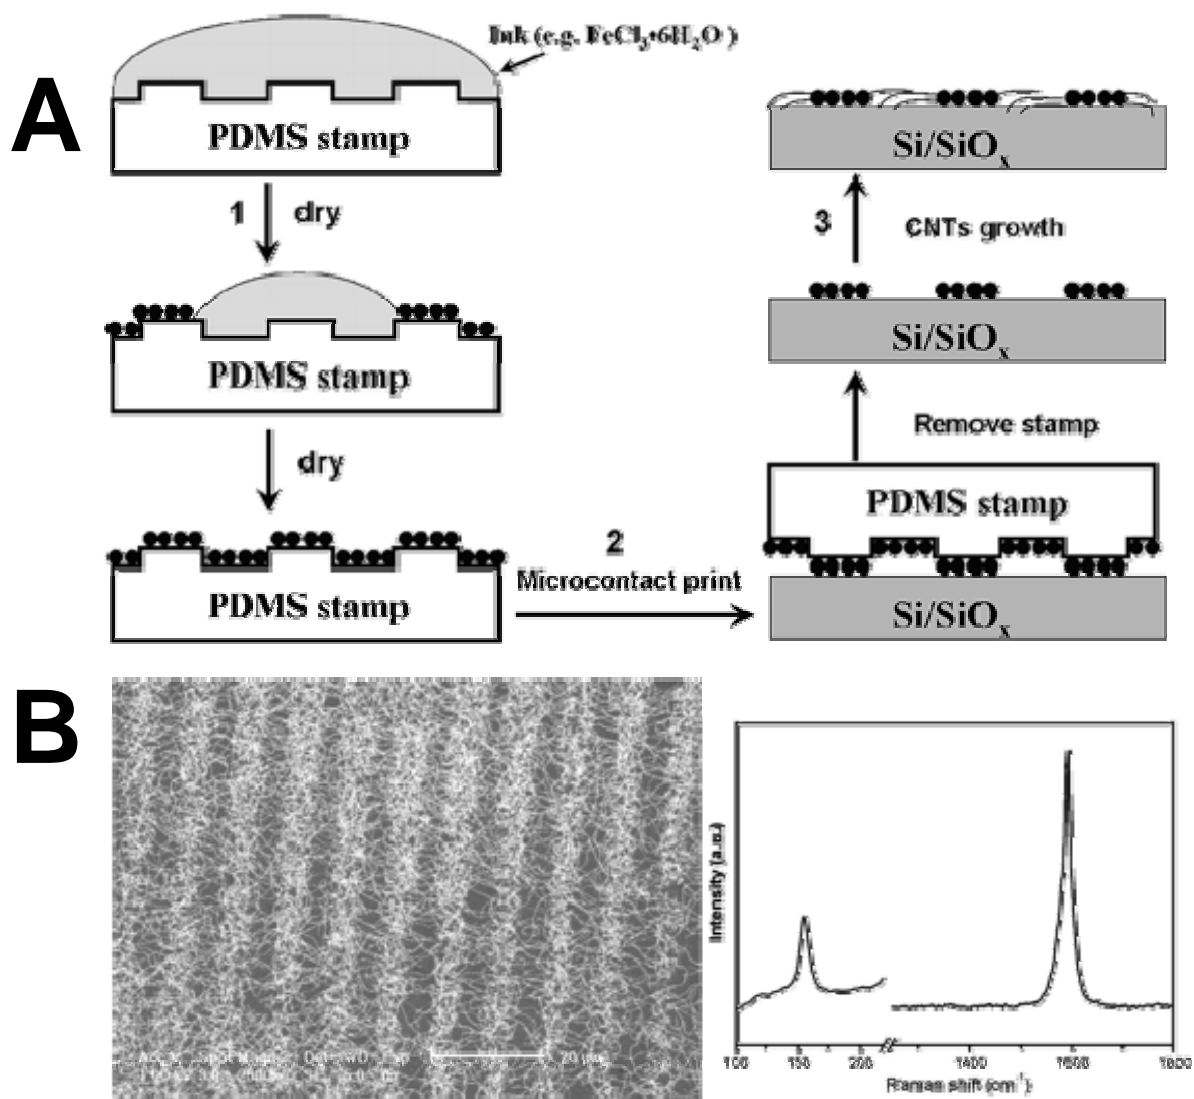 A
Ink (e.g. FeCl3•6H2O )
PDMS stamp
1 dry
PDMS stamp
dry
PDMS stamp
2
Microcontact print
Si/SiOx
3 CNTs growth
Si/SiOx
Remove stamp
PDMS stamp
Si/SiOx
B
20 µm
Intensity (a.u.)
100 150 200 1400 1600 1800
Raman shift (cm-1)